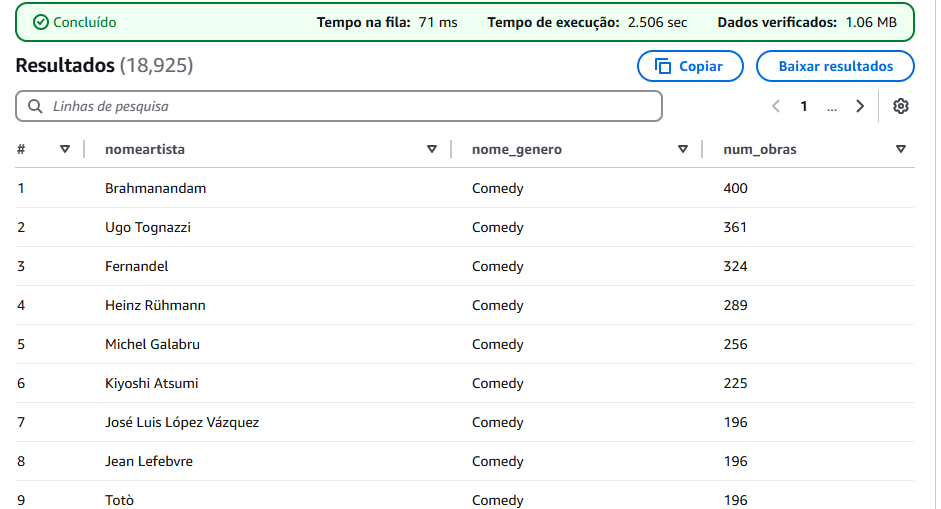 Concluído Tempo na fila: 71 ms Tempo de execução: 2.506 sec Dados verificados: 1.06 MB
Resultados (18,925) Copiar Baixar resultados
Linhas de pesquisa 1 ...
# nomeartista nome_genero num_obras
1 Brahmanandam Comedy 400
2 Ugo Tognazzi Comedy 361
3 Fernandel Comedy 324
4 Heinz Rühmann Comedy 289
5 Michel Galabru Comedy 256
6 Kiyoshi Atsumi Comedy 225
7 José Luis López Vázquez Comedy 196
8 Jean Lefebvre Comedy 196
9 Totò Comedy 196